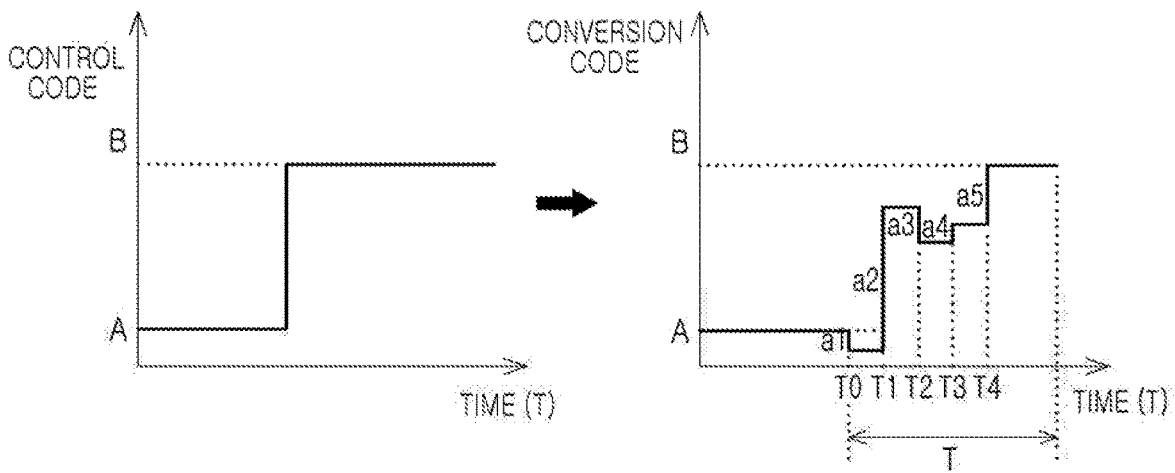 CONTROL
CODE
B
A
TIME (T)
CONVERSION
CODE
B
A
a1
a2
a3
a4
a5
T0 T1 T2 T3 T4
TIME (T)
T